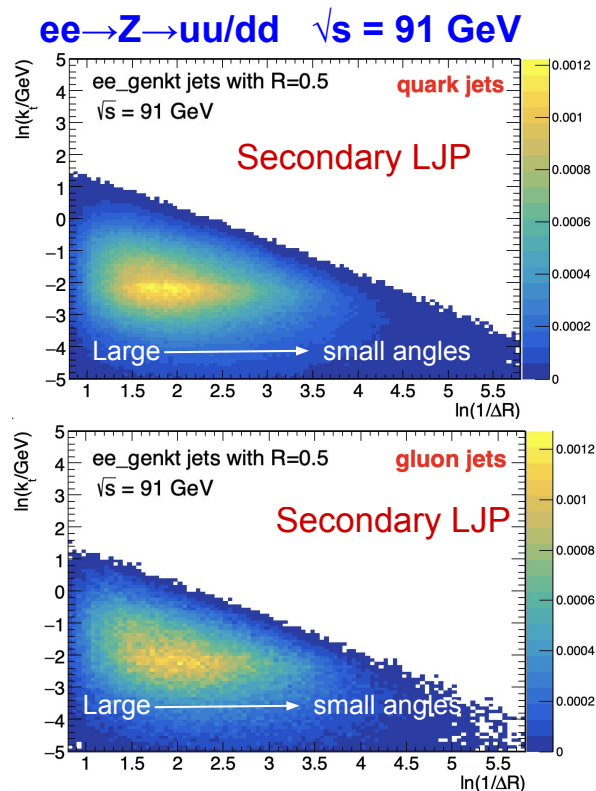 ee→Z→uu/dd √s = 91 GeV
ln(kₜ/GeV)
ee_genkt jets with R=0.5
quark jets
√s = 91 GeV
Secondary LJP
Large → small angles
5
4
3
2
1
0
−1
−2
−3
−4
−5
1 1.5 2 2.5 3 3.5 4 4.5 5 5.5
ln(1/ΔR)
0.0012
0.001
0.0008
0.0006
0.0004
0.0002
0
ln(kₜ/GeV)
ee_genkt jets with R=0.5
gluon jets
√s = 91 GeV
Secondary LJP
Large → small angles
5
4
3
2
1
0
−1
−2
−3
−4
−5
1 1.5 2 2.5 3 3.5 4 4.5 5 5.5
ln(1/ΔR)
0.0012
0.001
0.0008
0.0006
0.0004
0.0002
0